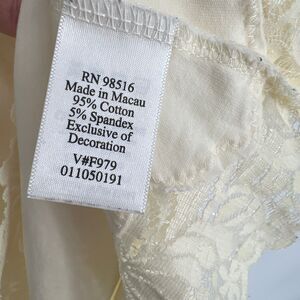 RN 98516
Made in Macau
95% Cotton
5% Spandex
Exclusive of
Decoration
V#F979
011050191